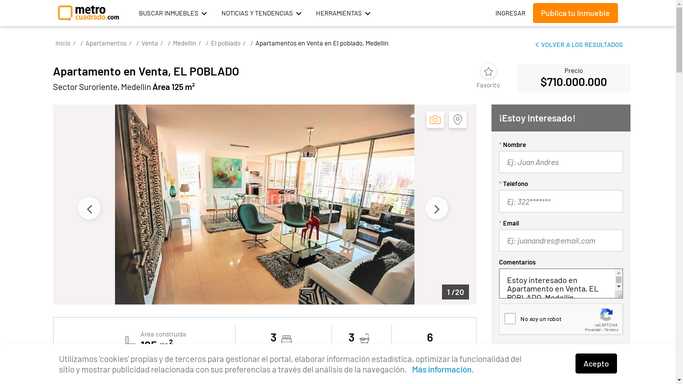 metro
cuadrado.com
BUSCAR INMUEBLES
NOTICIAS Y TENDENCIAS
HERRAMIENTAS
INGRESAR
Publica tu Inmueble
Inicio / / Apartamentos / / Venta / / Medellín / / El poblado / / Apartamentos en Venta en El poblado, Medellín
VOLVER A LOS RESULTADOS
Apartamento en Venta, EL POBLADO
Sector Suroriente, Medellín Área 125 m²
Favorito
Precio
$710.000.000
1 / 20
¡Estoy Interesado!
* Nombre
Ej: Juan Andres
* Teléfono
Ej: 322*******
* Email
Ej: juanandres@email.com
Comentarios
Estoy interesado en
Apartamento en Venta, EL
POBLADO, Medellín
No soy un robot
reCAPTCHA
Privacidad - Términos
Área construida
3
3
6
Utilizamos 'cookies' propias y de terceros para gestionar el portal, elaborar información estadística, optimizar la funcionalidad del
sitio y mostrar publicidad relacionada con sus preferencias a través del análisis de la navegación. Más información.
Acepto